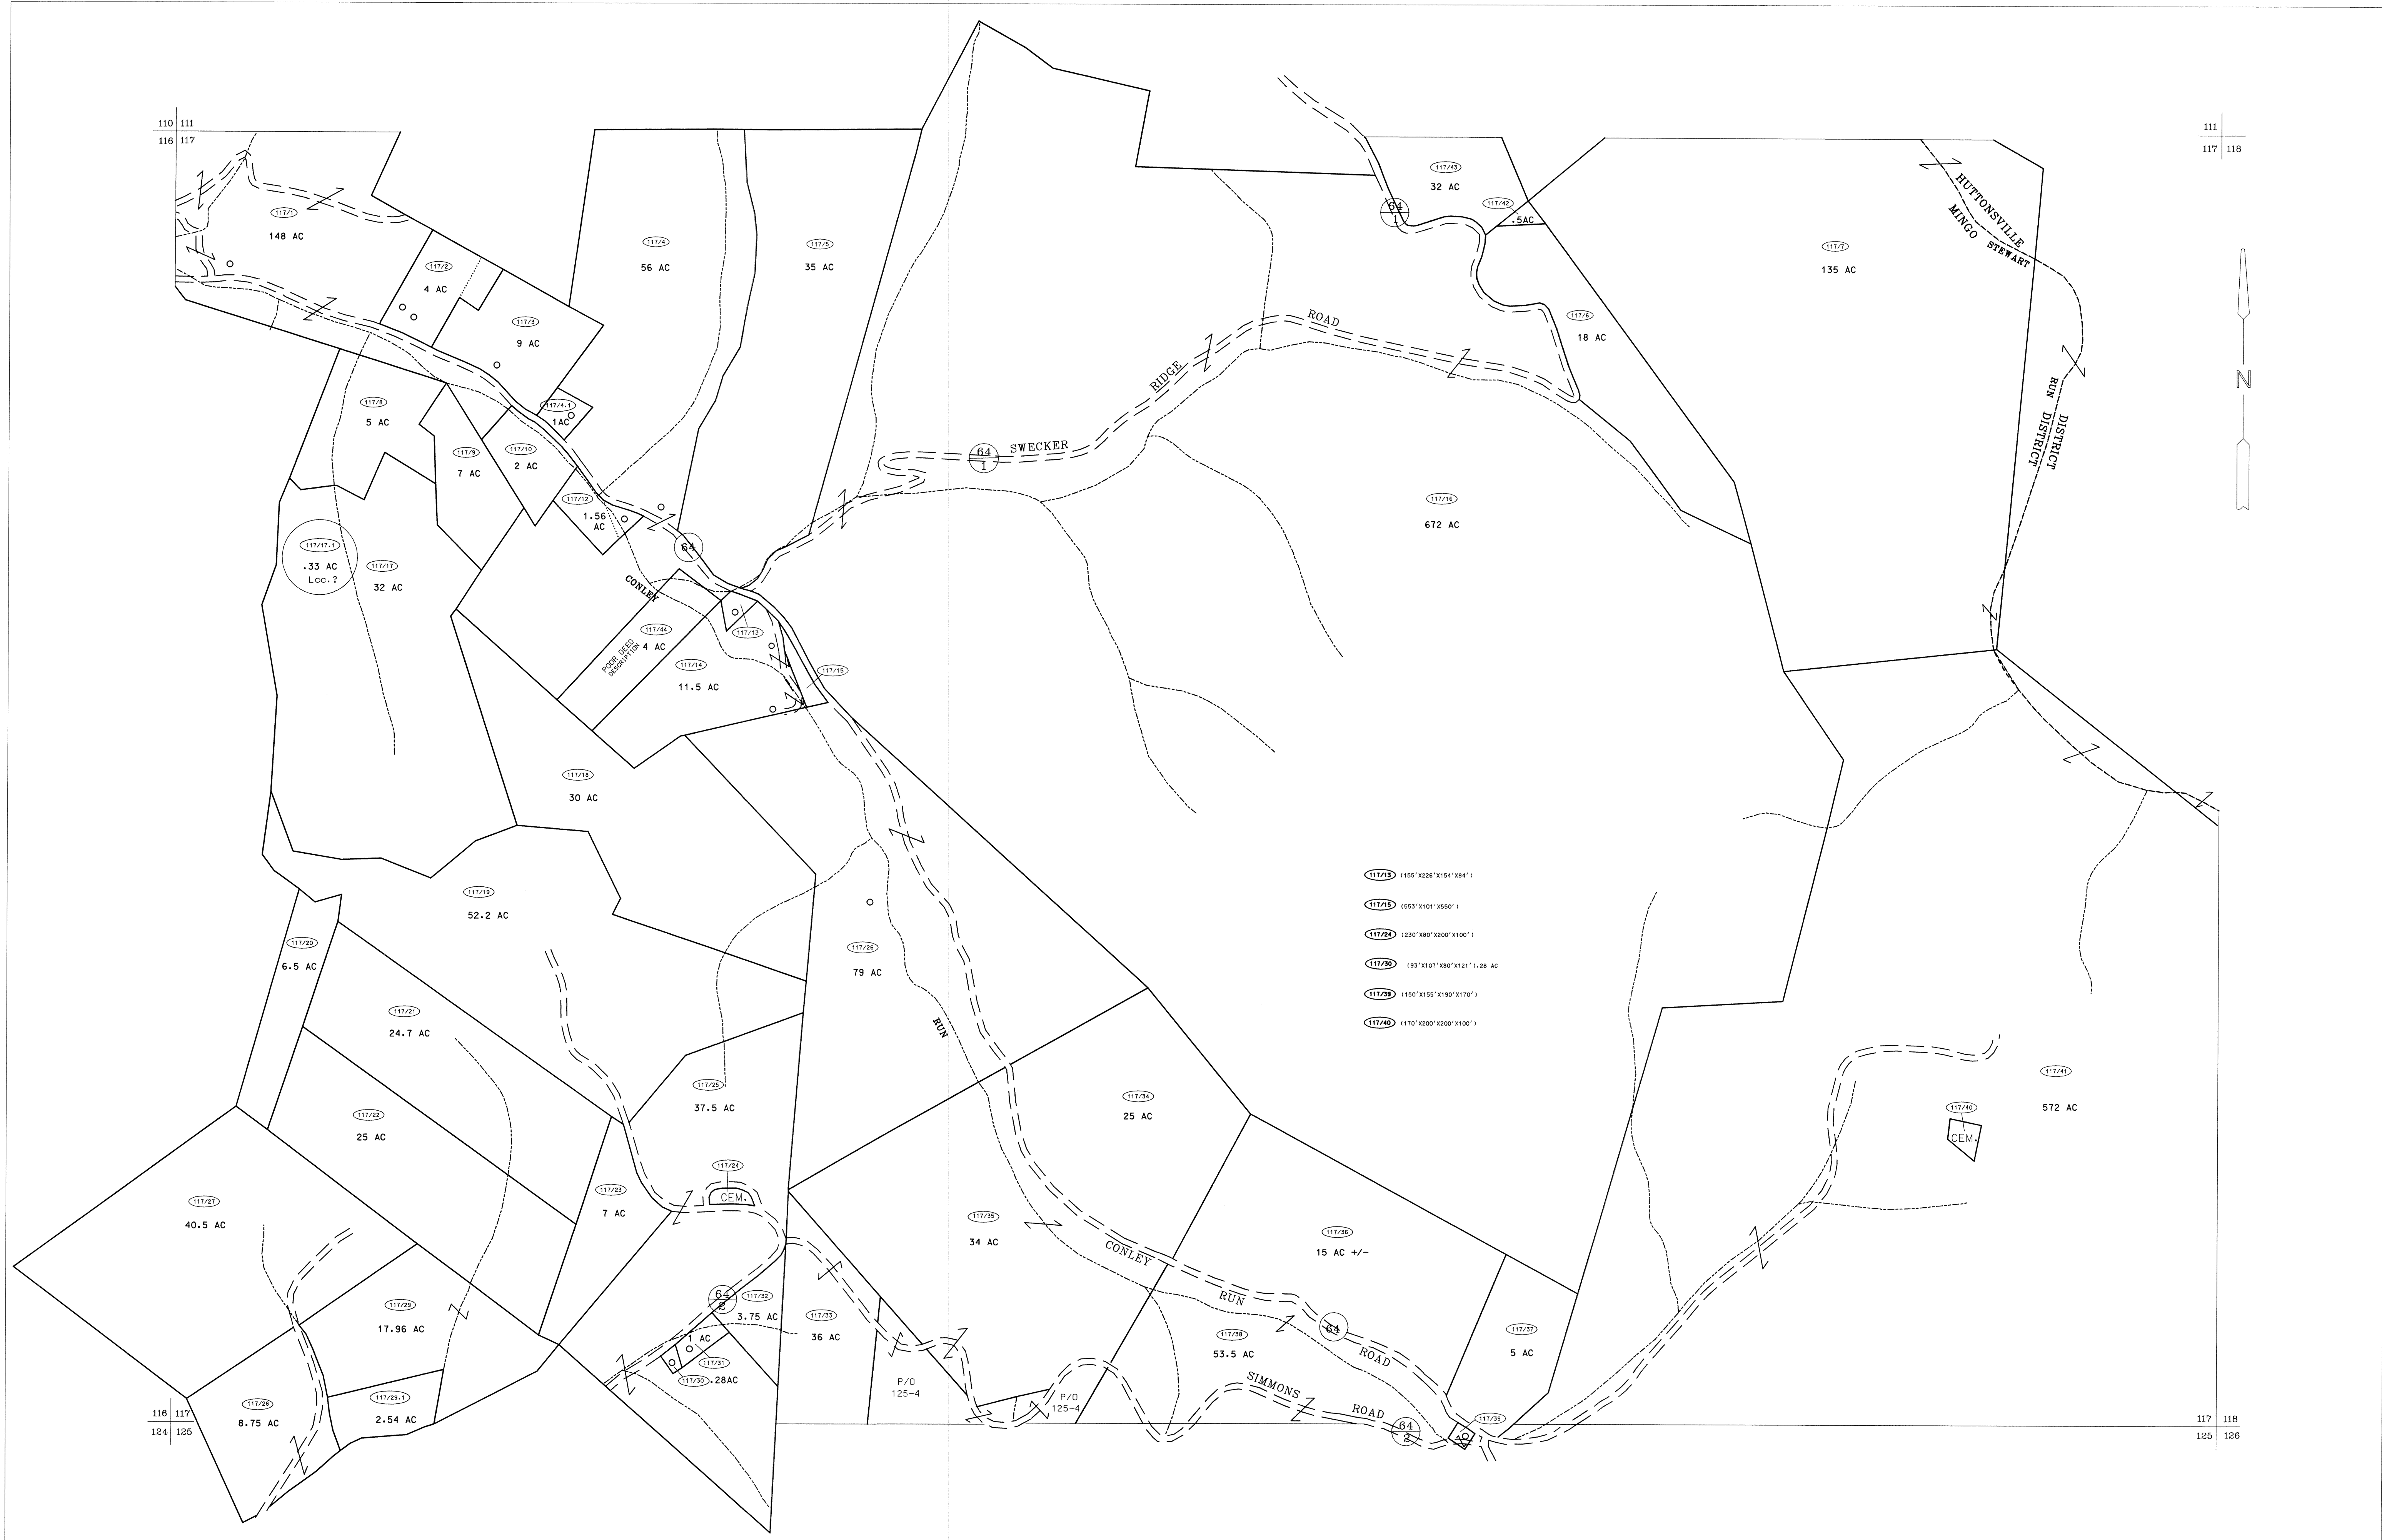 110 111
116 117
111
117 118
117/1
148 AC
117/2
4 AC
117/3
9 AC
117/4
56 AC
117/5
35 AC
117/43
32 AC
64
1
117/42
.5AC
117/7
135 AC
HUTTONSVILLE
MINGO
STEWART
RUN
DISTRICT
DISTRICT
N
117/6
18 AC
ROAD
RIDGE
SWECKER
64
1
117/4.1
1AC
117/8
5 AC
117/9
7 AC
117/10
2 AC
117/12
1.56
AC
64
117/16
672 AC
117/17.1
.33 AC
Loc.?
117/17
32 AC
CONLEY
117/44
4 AC
POOR DEED
DESCRIPTION
117/13
117/14
11.5 AC
117/15
117/18
30 AC
117/19
52.2 AC
117/20
6.5 AC
117/21
24.7 AC
117/22
25 AC
117/26
79 AC
RUN
117/13 (155'X226'X154'X84')
117/15 (553'X101'X550')
117/24 (230'X80'X200'X100')
117/30 (93'X107'X80'X121').28 AC
117/39 (150'X155'X190'X170')
117/40 (170'X200'X200'X100')
117/25
37.5 AC
117/34
25 AC
117/41
572 AC
117/40
CEM.
117/24
CEM.
117/23
7 AC
117/27
40.5 AC
117/35
34 AC
117/36
15 AC +/-
CONLEY
RUN
64
ROAD
117/29
17.96 AC
64
2
117/32
3.75 AC
117/33
36 AC
1 AC
117/31
117/30
.28AC
117/38
53.5 AC
117/37
5 AC
P/O
125-4
P/O
125-4
SIMMONS
ROAD
64
2
117/39
117/28
8.75 AC
117/29.1
2.54 AC
116 117
124 125
117 118
125 126